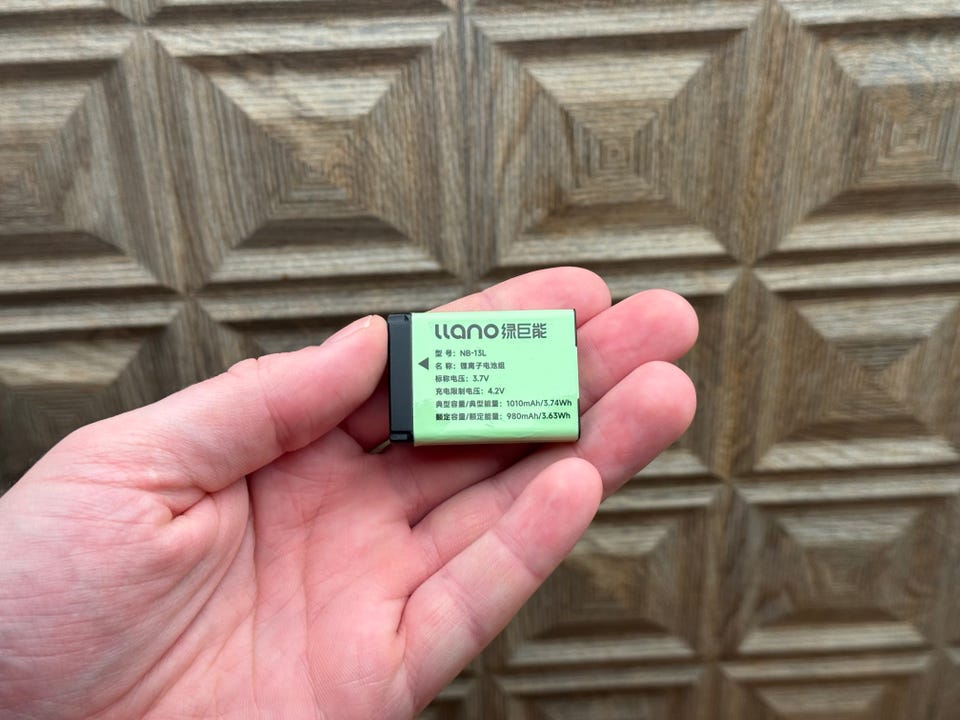 LLANO 绿巨能
型 号：NB-13L
名 称：锂离子电池组
标称电压：3.7V
充电限制电压：4.2V
典型容量/典型能量：1010mAh/3.74Wh
额定容量/额定能量：980mAh/3.63Wh